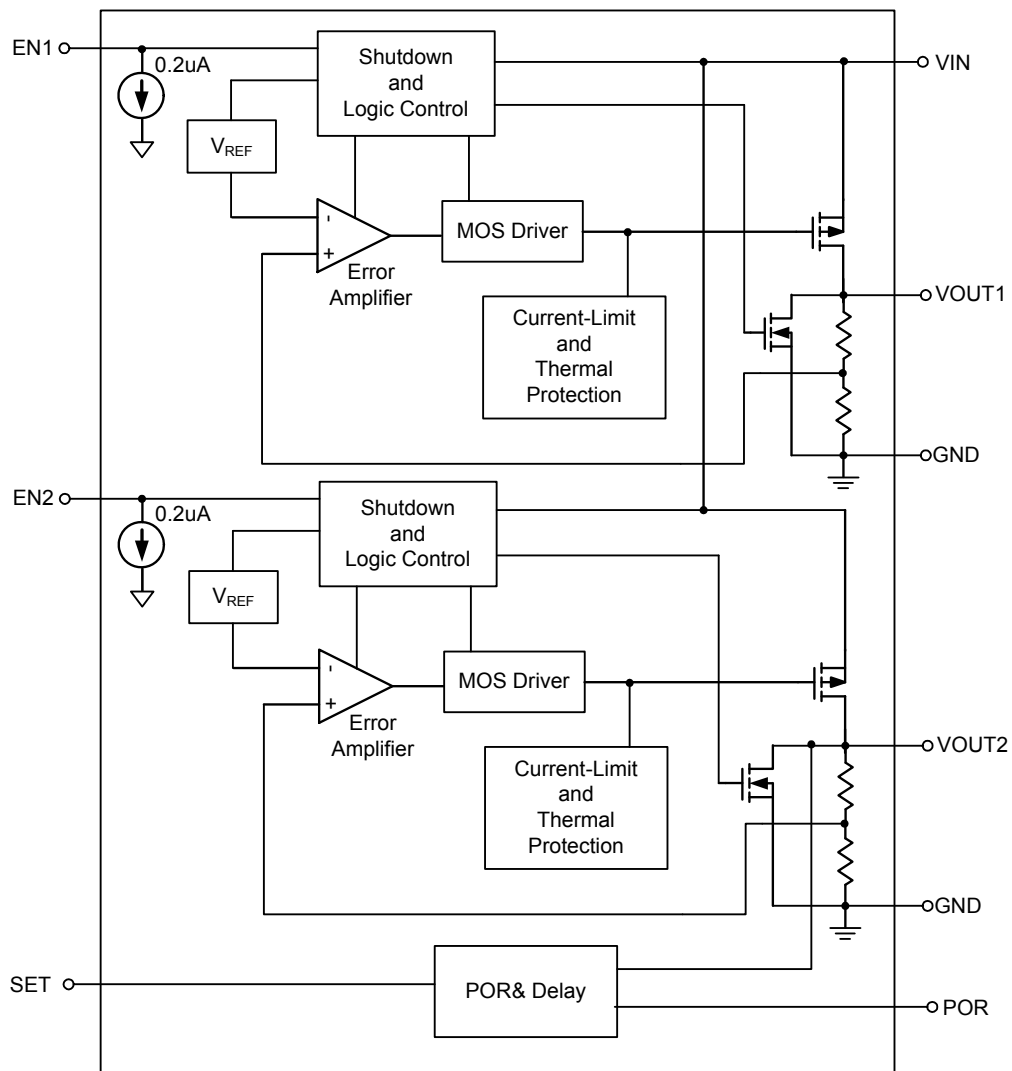 EN1
0.2uA
Shutdown
and
Logic Control
VIN
VREF
-
+
MOS Driver
Error
Amplifier
VOUT1
Current-Limit
and
Thermal
Protection
GND
EN2
0.2uA
Shutdown
and
Logic Control
VREF
-
+
MOS Driver
Error
Amplifier
VOUT2
Current-Limit
and
Thermal
Protection
GND
SET
POR& Delay
POR